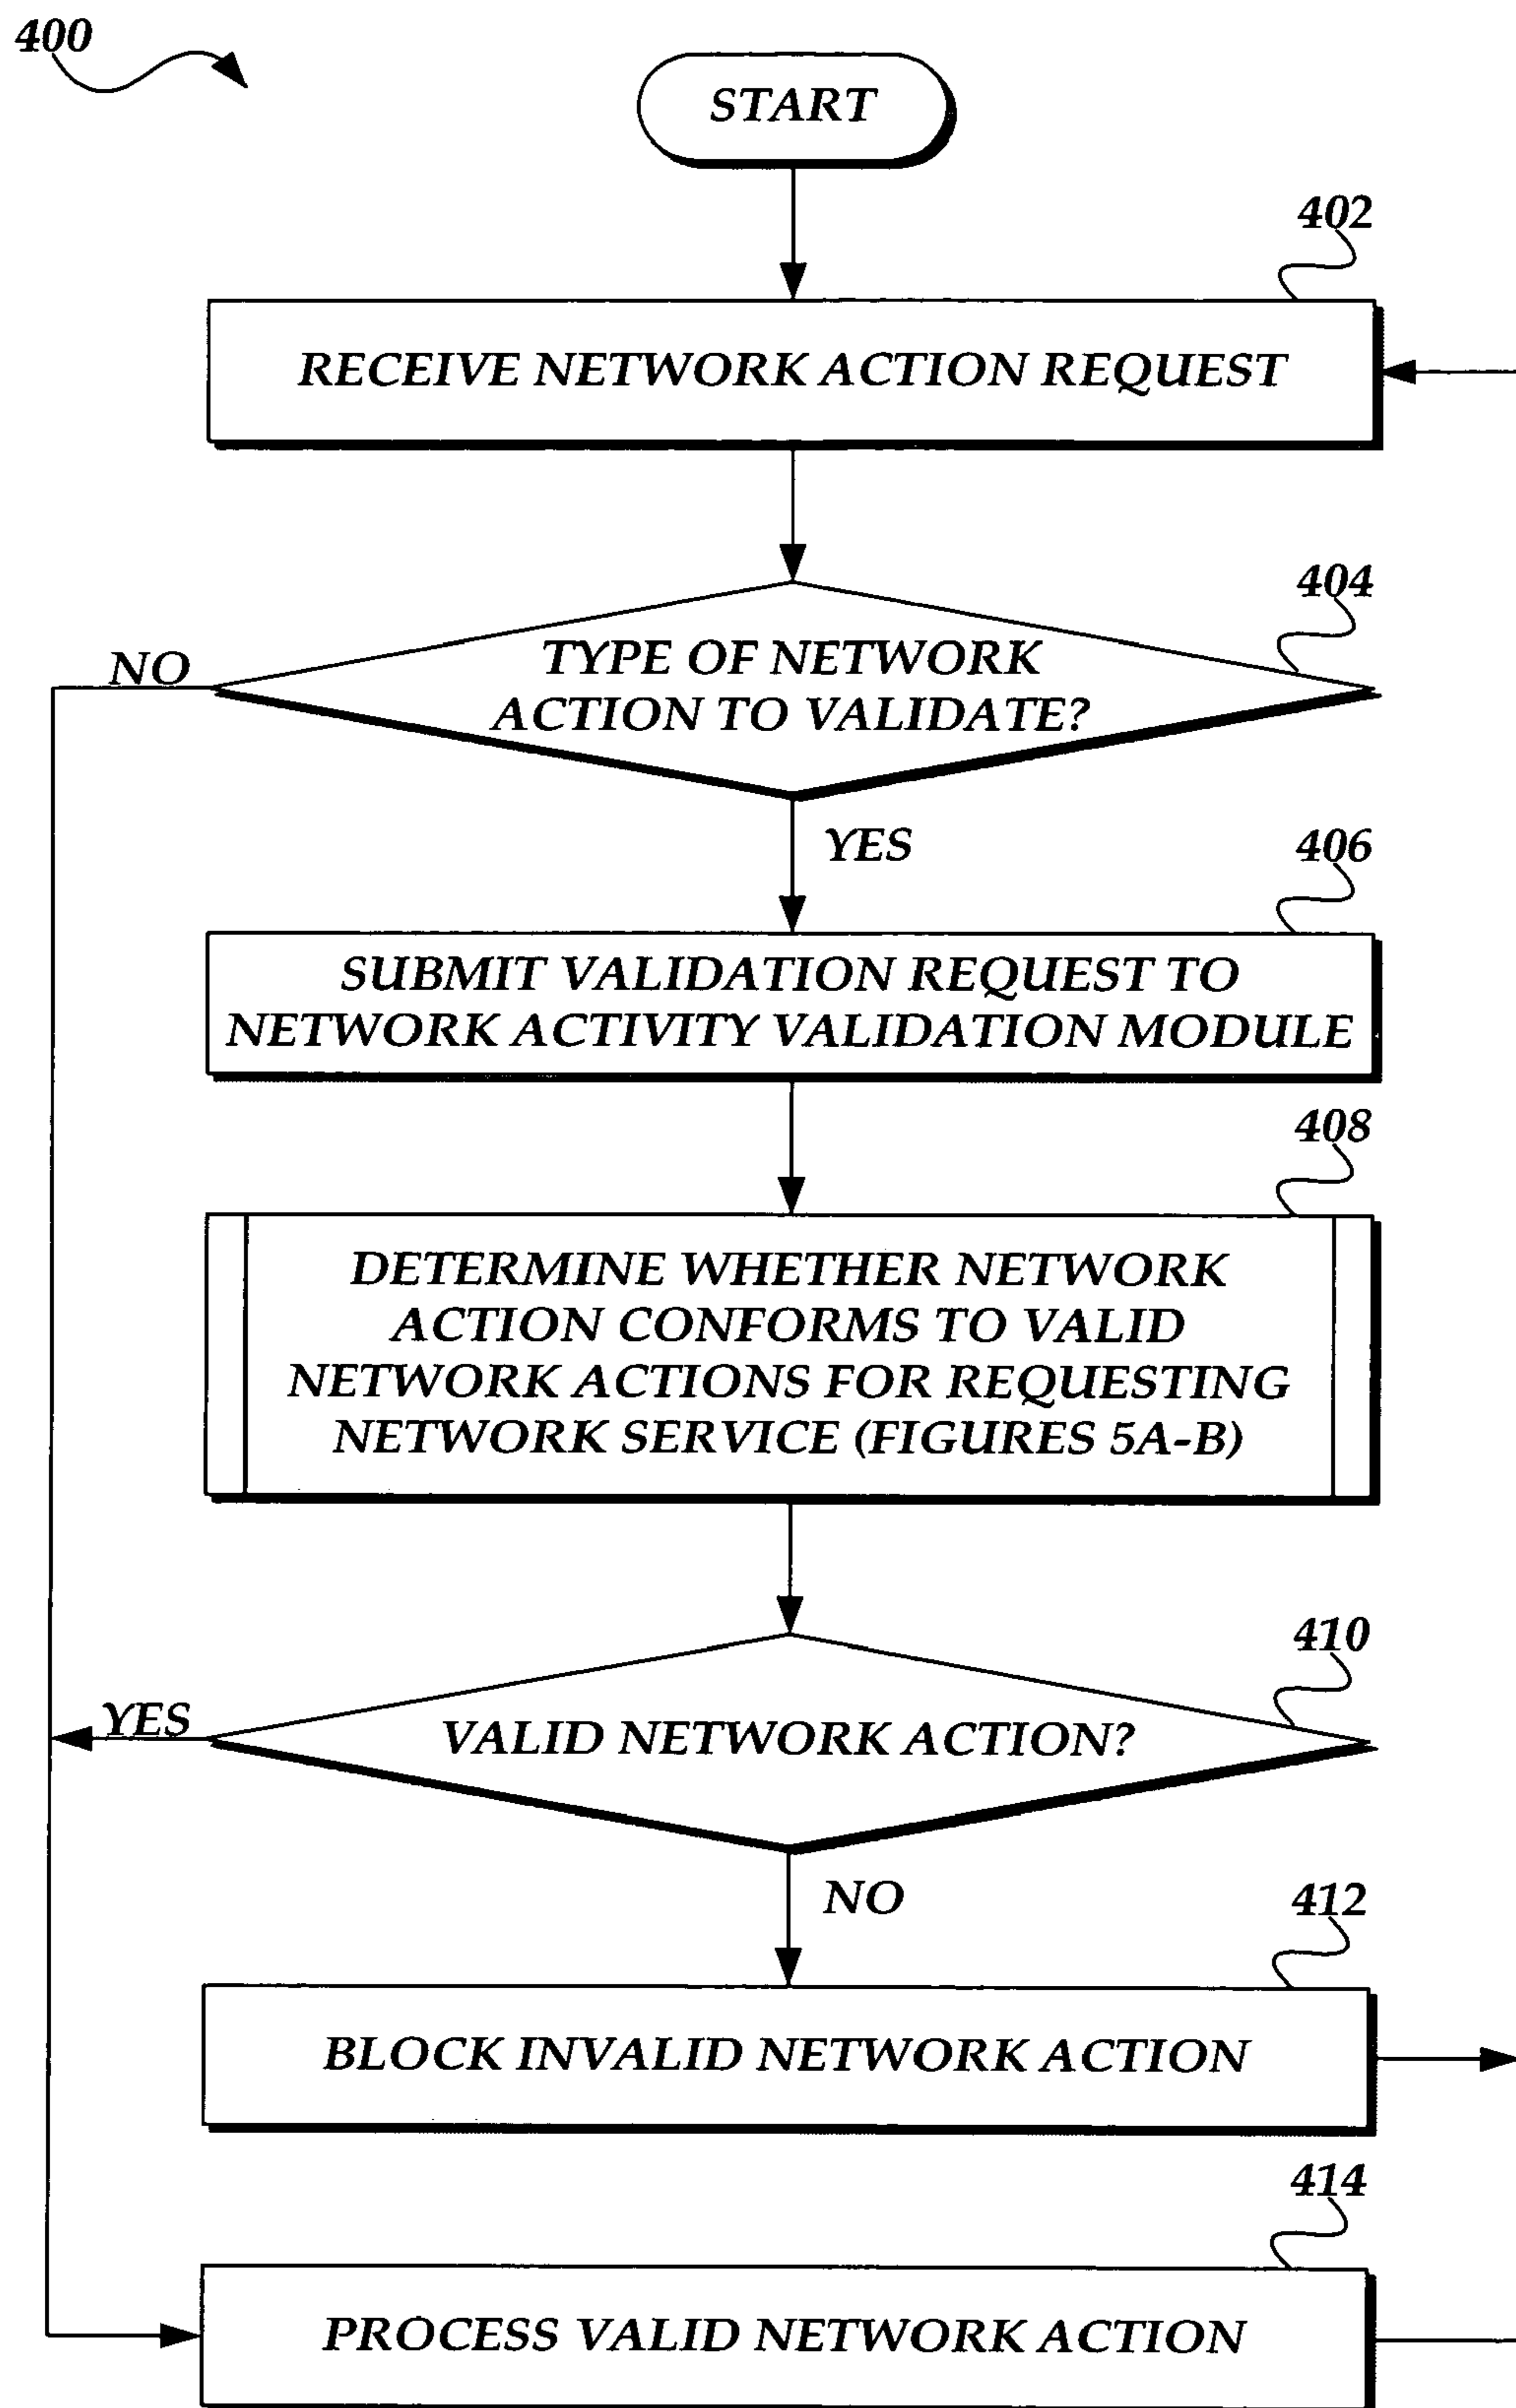 400
START
402
RECEIVE NETWORK ACTION REQUEST
404
NO
TYPE OF NETWORK
ACTION TO VALIDATE?
YES
406
SUBMIT VALIDATION REQUEST TO
NETWORK ACTIVITY VALIDATION MODULE
408
DETERMINE WHETHER NETWORK
ACTION CONFORMS TO VALID
NETWORK ACTIONS FOR REQUESTING
NETWORK SERVICE (FIGURES 5A-B)
410
YES
VALID NETWORK ACTION?
NO
412
BLOCK INVALID NETWORK ACTION
414
PROCESS VALID NETWORK ACTION